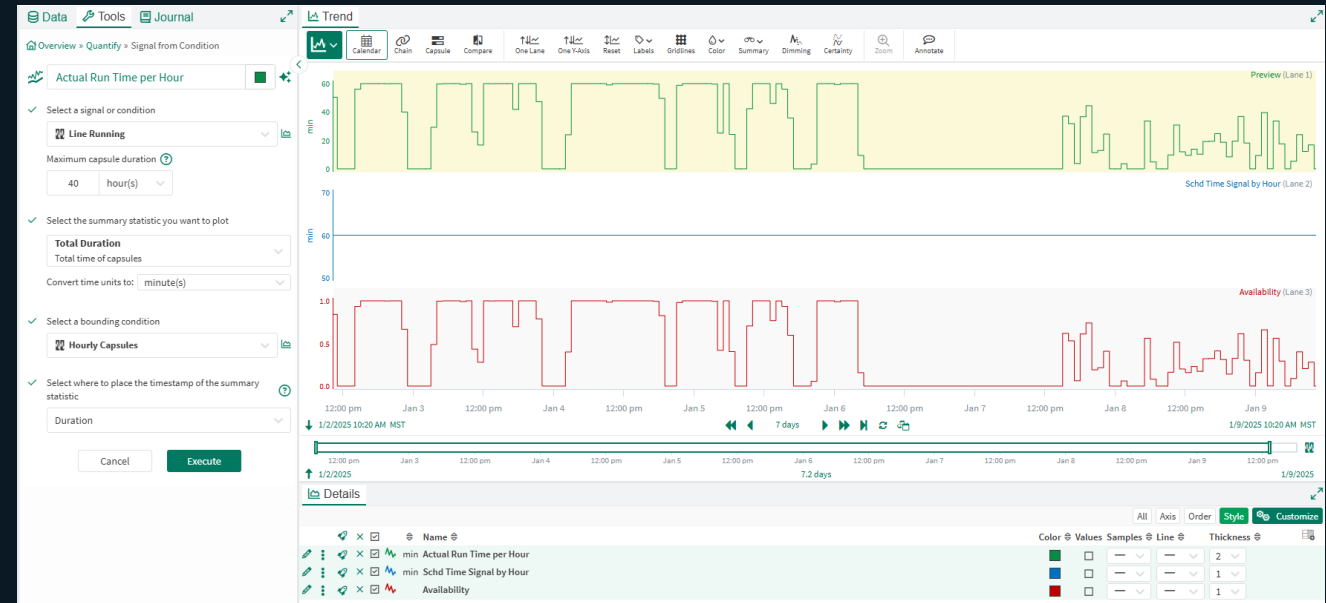 Data Tools Journal
Overview » Quantify » Signal from Condition
Actual Run Time per Hour
Select a signal or condition
Line Running
Maximum capsule duration ?
40 hour(s)
Select the summary statistic you want to plot
Total Duration
Total time of capsules
Convert time units to: minute(s)
Select a bounding condition
Hourly Capsules
Select where to place the timestamp of the summary
statistic
?
Duration
Cancel Execute
Trend
Calendar Chain Capsule Compare One Lane One Y-Axis Reset Labels Gridlines Color Summary Dimming Certainty Zoom Annotate
Preview (Lane 1)
60
40
20
0
min
Schd Time Signal by Hour (Lane 2)
70
60
50
min
Availability (Lane 3)
1.0
0.5
0.0
12:00 pm Jan 3 12:00 pm Jan 4 12:00 pm Jan 5 12:00 pm Jan 6 12:00 pm Jan 7 12:00 pm Jan 8 12:00 pm Jan 9
1/2/2025 10:20 AM MST 7 days 1/9/2025 10:20 AM MST
12:00 pm Jan 3 12:00 pm Jan 4 12:00 pm Jan 5 12:00 pm Jan 6 12:00 pm Jan 7 12:00 pm Jan 8 12:00 pm Jan 9 12:00 pm
1/2/2025 7.2 days 1/9/2025
Details
All Axis Order Style Customize
Name Color Values Samples Line Thickness
min Actual Run Time per Hour 2
min Schd Time Signal by Hour 1
Availability 1